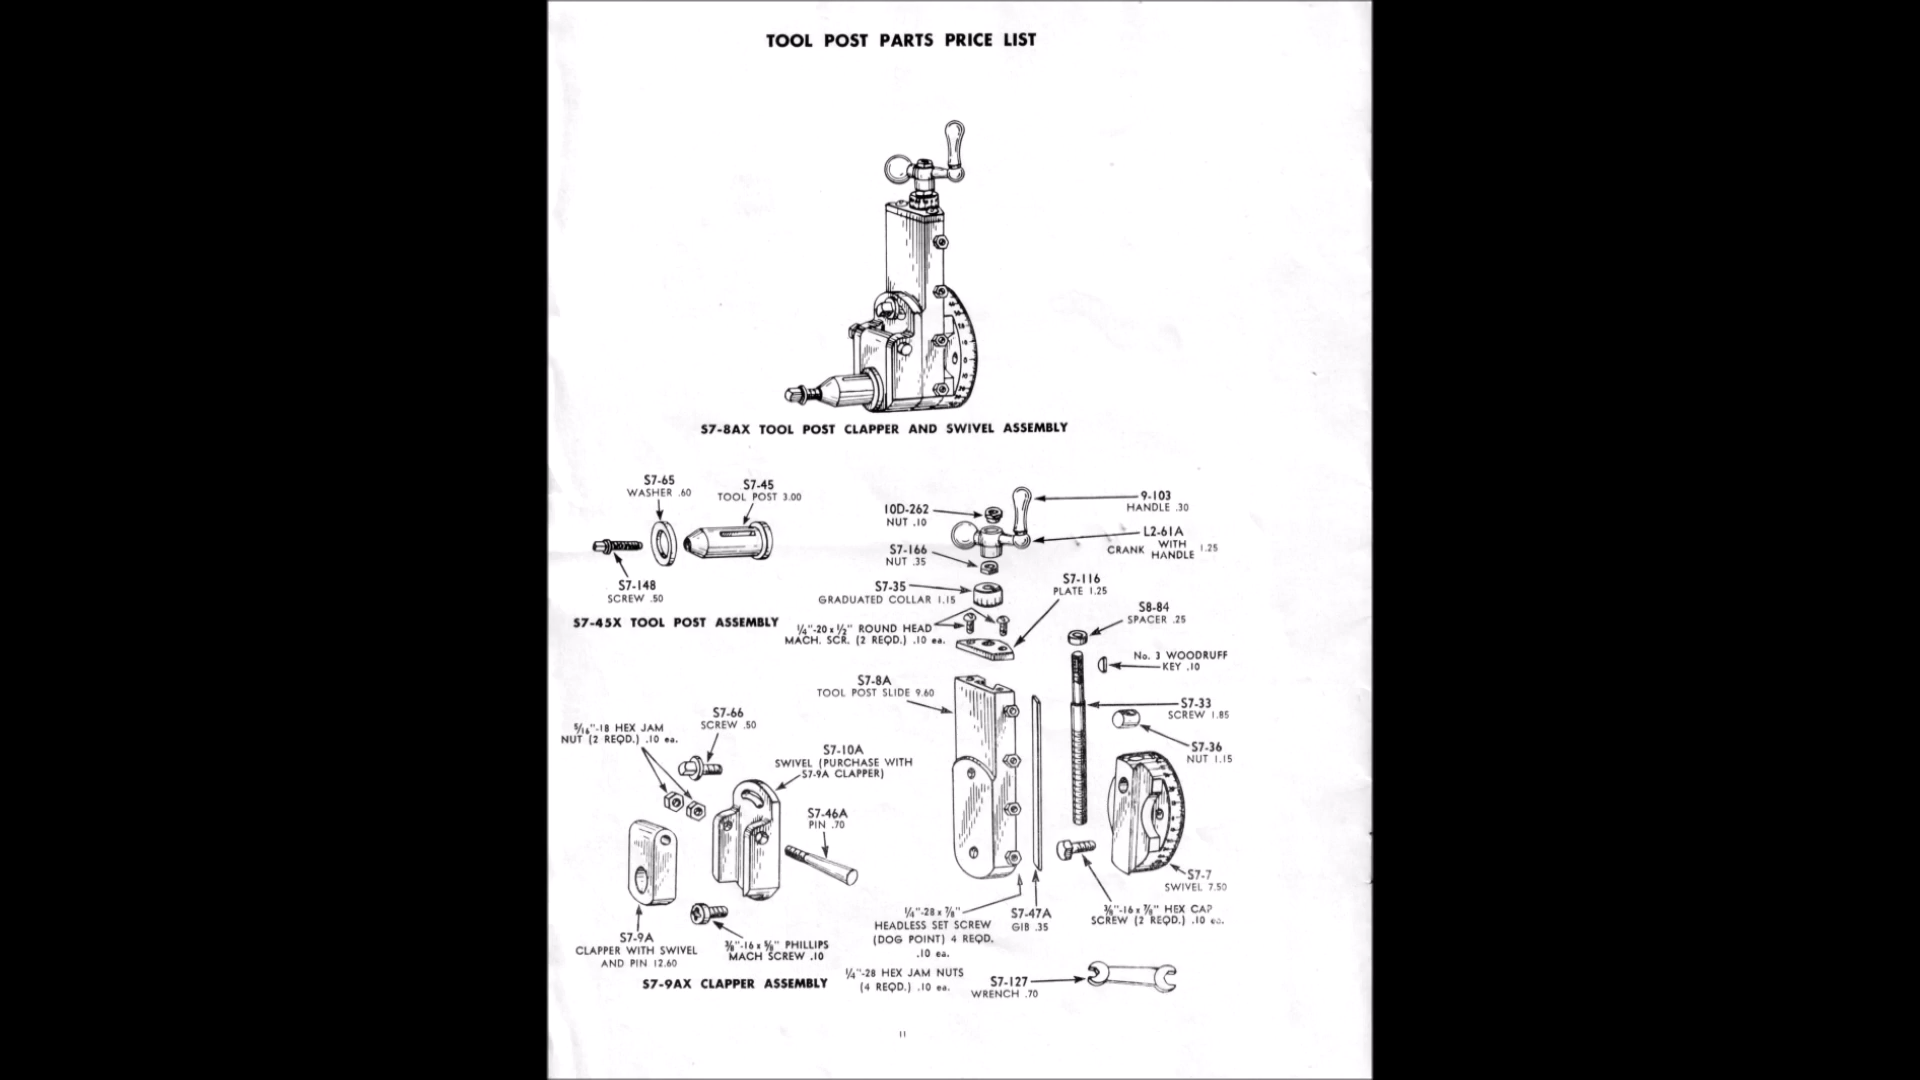 TOOL POST PARTS PRICE LIST
S7-8AX TOOL POST CLAPPER AND SWIVEL ASSEMBLY
S7-65
WASHER .60
S7-45
TOOL POST 3.00
S7-148
SCREW .50
S7-45X TOOL POST ASSEMBLY
10D-262
NUT .10
9-103
HANDLE .30
L2-61A
CRANK WITH HANDLE 1.25
S7-166
NUT .35
S7-35
GRADUATED COLLAR 1.15
S7-116
PLATE 1.25
1/4"-20 x 1/2" ROUND HEAD
MACH. SCR. (2 REQD.) .10 ea.
S8-84
SPACER .25
No. 3 WOODRUFF
KEY .10
S7-8A
TOOL POST SLIDE 9.60
S7-33
SCREW 1.85
S7-36
NUT 1.15
S7-66
SCREW .50
5/16"-18 HEX JAM
NUT (2 REQD.) .10 ea.
S7-10A
SWIVEL (PURCHASE WITH
S7-9A CLAPPER)
S7-46A
PIN .70
S7-7
SWIVEL 7.50
S7-9A
CLAPPER WITH SWIVEL
AND PIN 12.60
3/8"-16 x 5/8" PHILLIPS
MACH SCREW .10
S7-9AX CLAPPER ASSEMBLY
1/4"-28 x 7/8"
HEADLESS SET SCREW
(DOG POINT) 4 REQD.
.10 ea.
1/4"-28 HEX JAM NUTS
(4 REQD.) .10 ea.
S7-47A
GIB .35
3/8"-16 x 7/8" HEX CAP
SCREW (2 REQD.) .10 ea.
S7-127
WRENCH .70
11